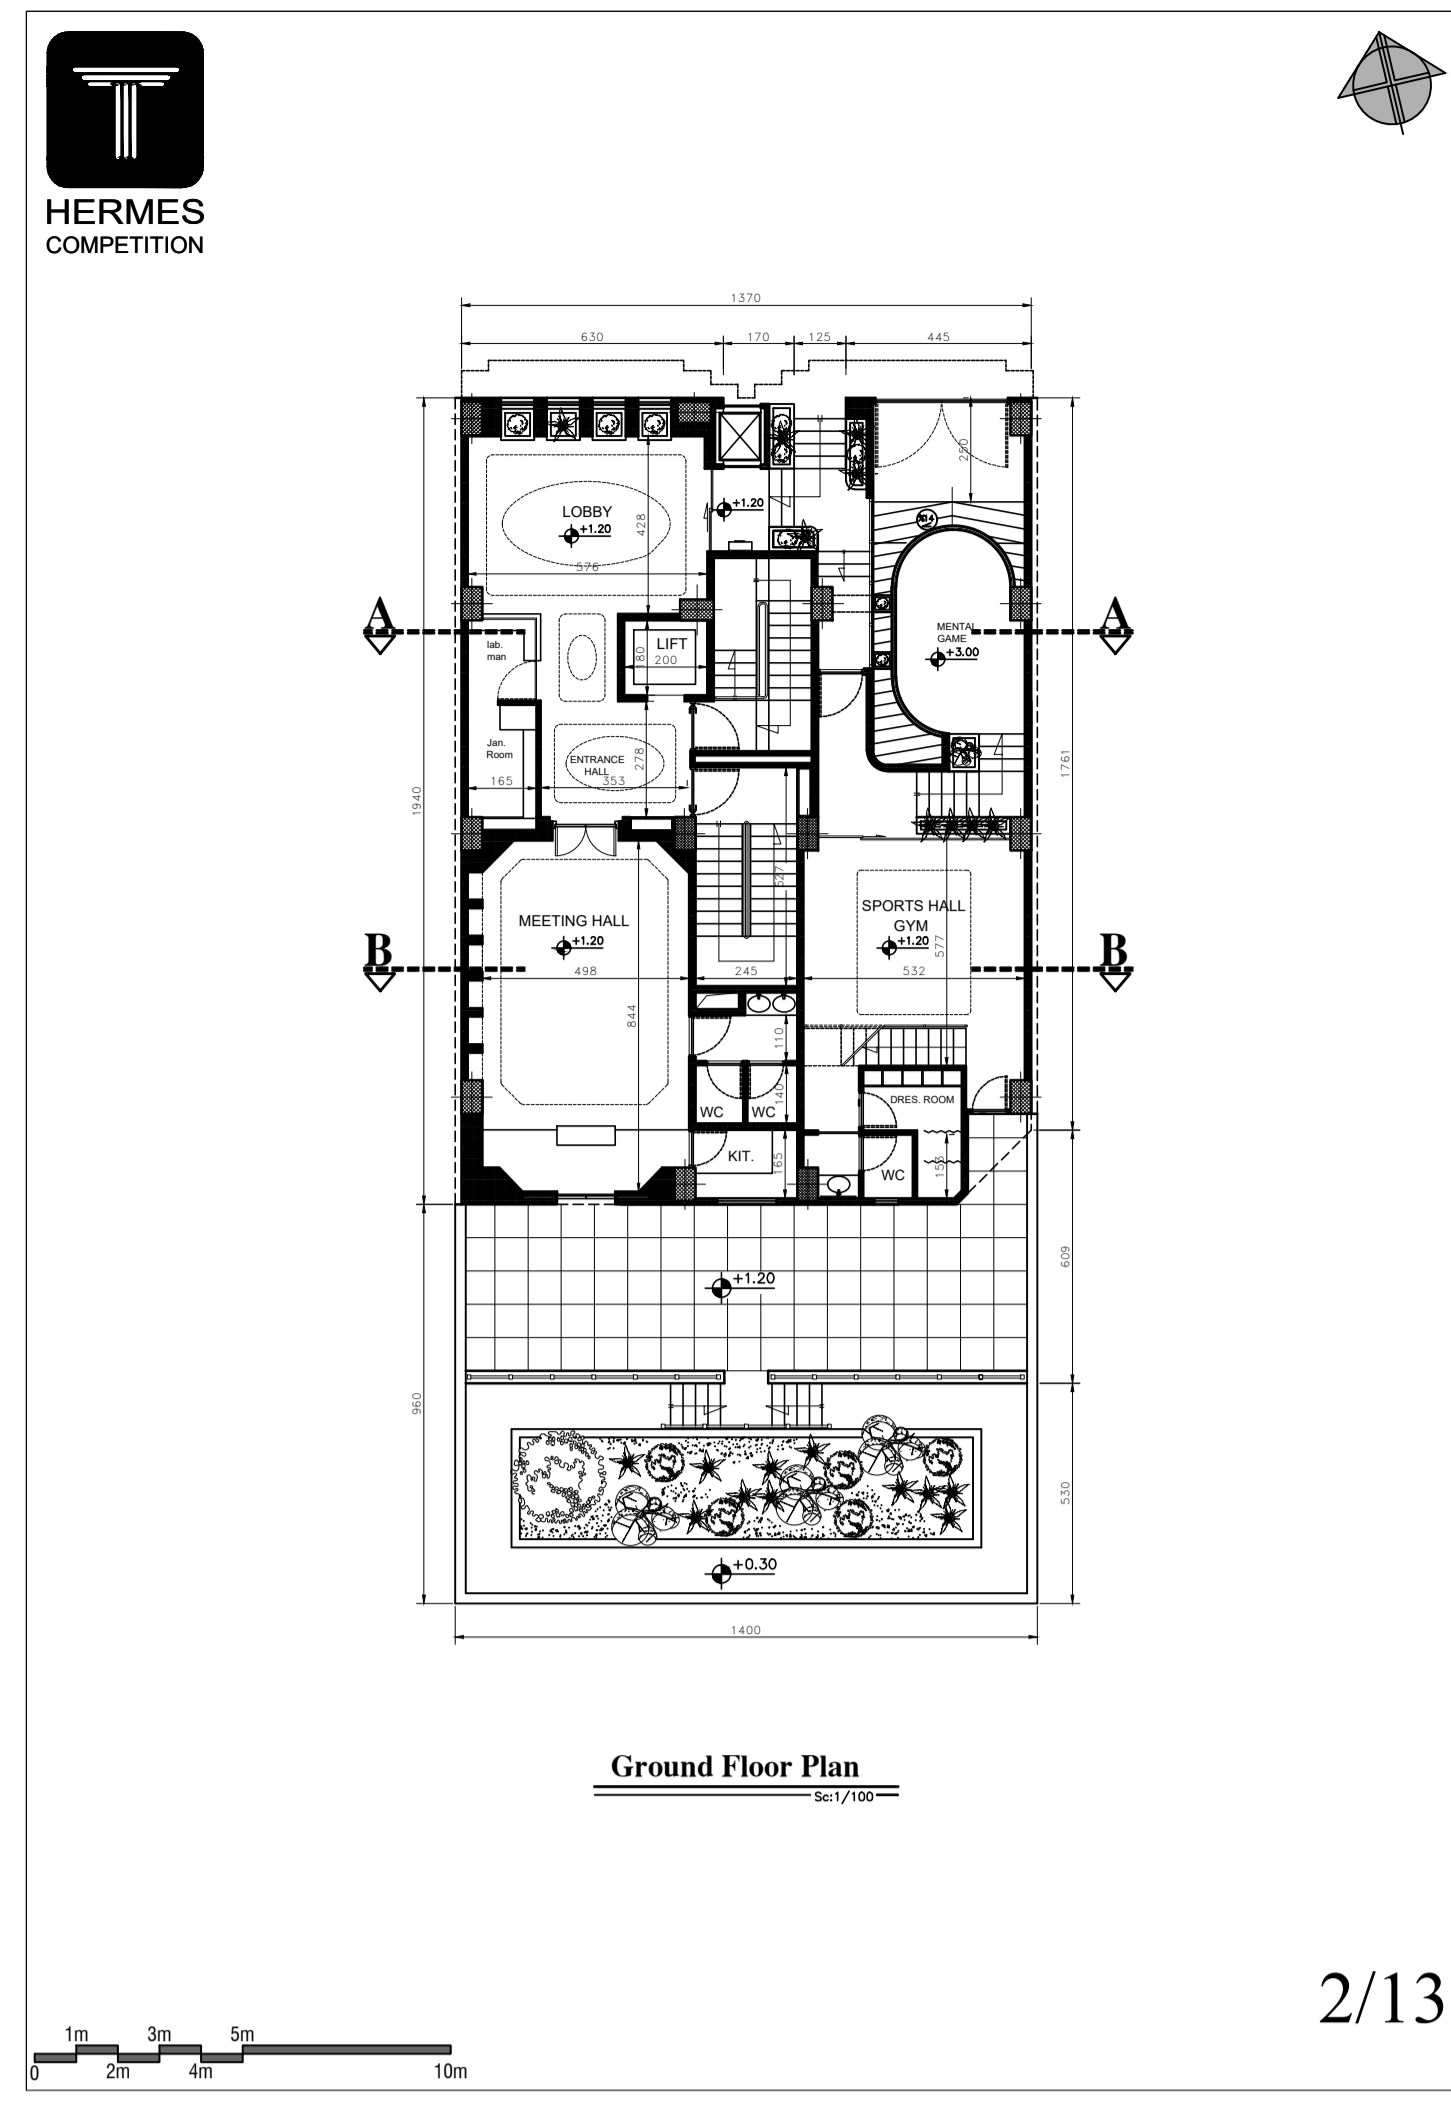 HERMES
COMPETITION
1370
630 170 125 445
250
+1.20
LOBBY
+1.20
428
576
X14
A A
MENTAL
GAME
+3.00
lab.
man
LIFT
180
200
Jan.
Room
165
ENTRANCE
HALL
278
353
1940
1761
527
MEETING HALL
+1.20
SPORTS HALL
GYM
+1.20
577
B B
498 245 532
844
110
140
WC WC
DRES. ROOM
KIT.
165
WC
153
+1.20
609
960
530
+0.30
1400
Ground Floor Plan
Sc:1/100
2/13
1m 3m 5m
0 2m 4m 10m